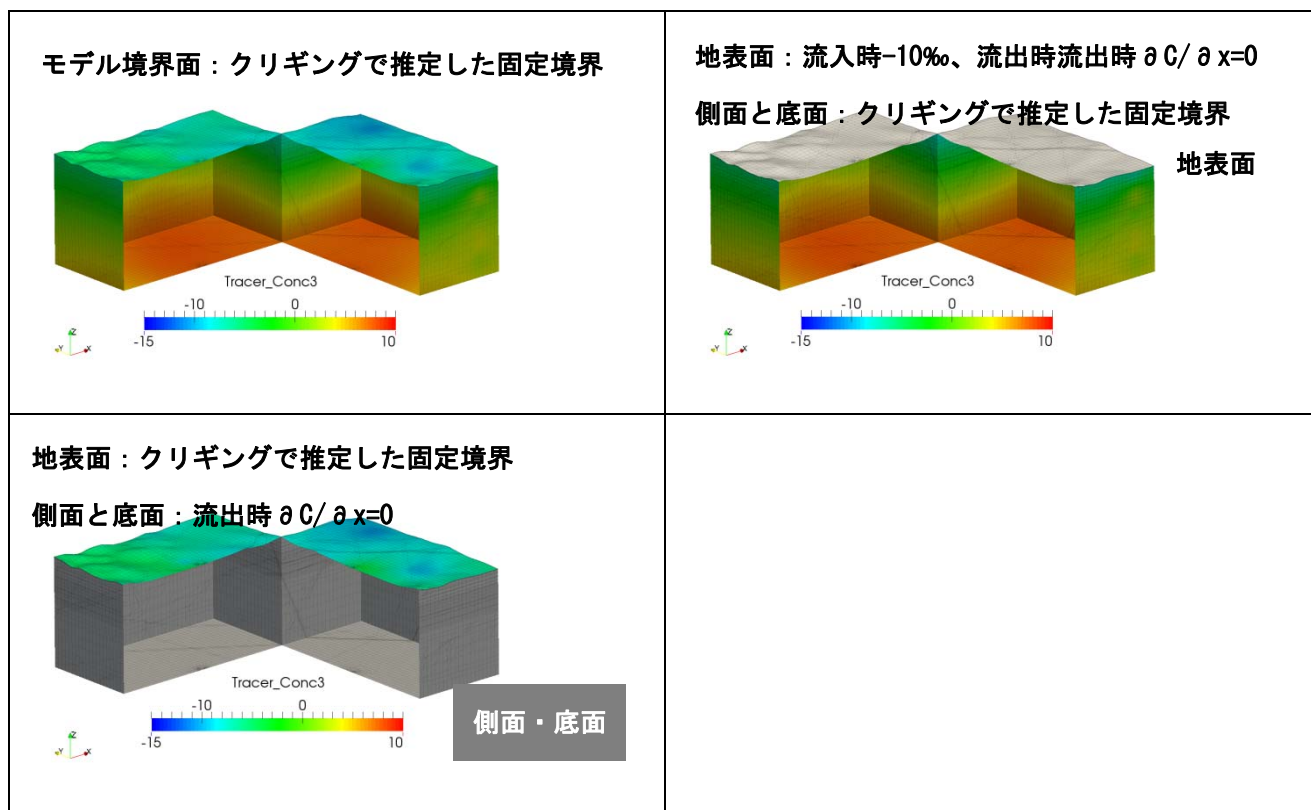 モデル境界面：クリギングで推定した固定境界
Tracer_Conc3
-10 0
-15 10
Z
Y X
地表面：流入時-10‰、流出時流出時∂C/∂x=0
側面と底面：クリギングで推定した固定境界
地表面
Tracer_Conc3
-10 0
-15 10
Z
Y X
地表面：クリギングで推定した固定境界
側面と底面：流出時∂C/∂x=0
Tracer_Conc3
-10 0
-15 10
側面・底面
Z
Y X